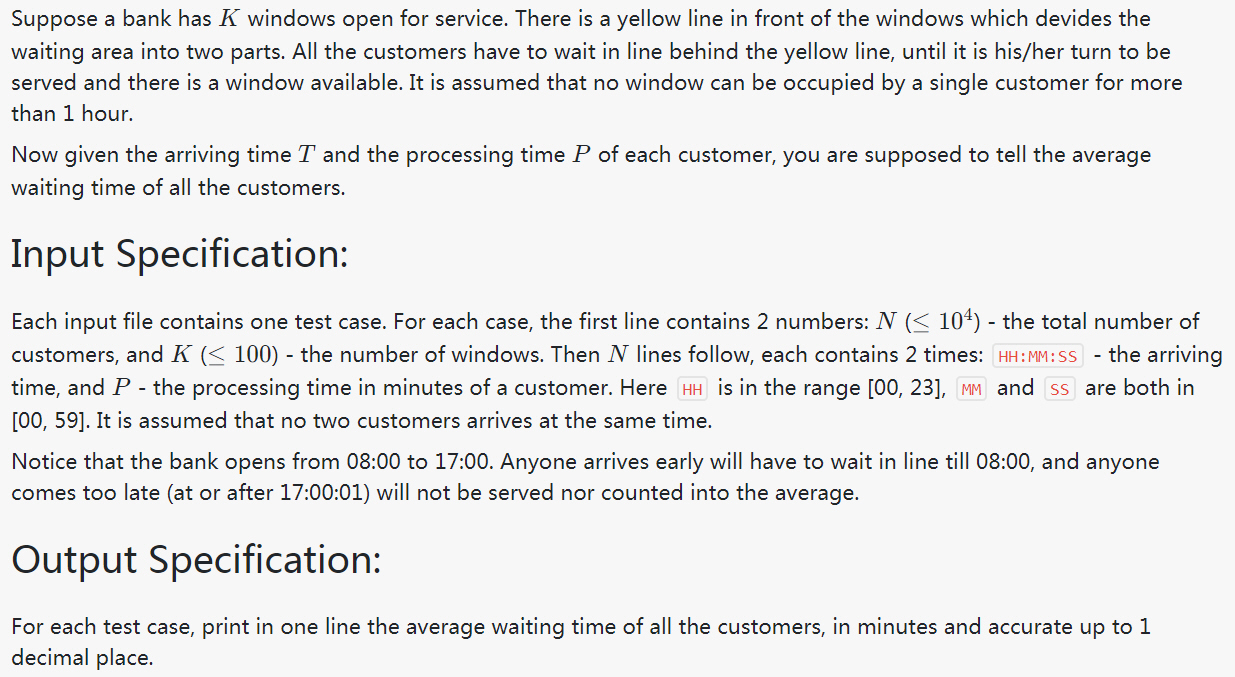 Suppose a bank has K windows open for service. There is a yellow line in front of the windows which devides the
waiting area into two parts. All the customers have to wait in line behind the yellow line, until it is his/her turn to be
served and there is a window available. It is assumed that no window can be occupied by a single customer for more
than 1 hour.
Now given the arriving time T and the processing time P of each customer, you are supposed to tell the average
waiting time of all the customers.
Input Specification:
Each input file contains one test case. For each case, the first line contains 2 numbers: N (≤ 10⁴) - the total number of
customers, and K (≤ 100) - the number of windows. Then N lines follow, each contains 2 times: HH:MM:SS - the arriving
time, and P - the processing time in minutes of a customer. Here HH is in the range [00, 23], MM and SS are both in
[00, 59]. It is assumed that no two customers arrives at the same time.
Notice that the bank opens from 08:00 to 17:00. Anyone arrives early will have to wait in line till 08:00, and anyone
comes too late (at or after 17:00:01) will not be served nor counted into the average.
Output Specification:
For each test case, print in one line the average waiting time of all the customers, in minutes and accurate up to 1
decimal place.